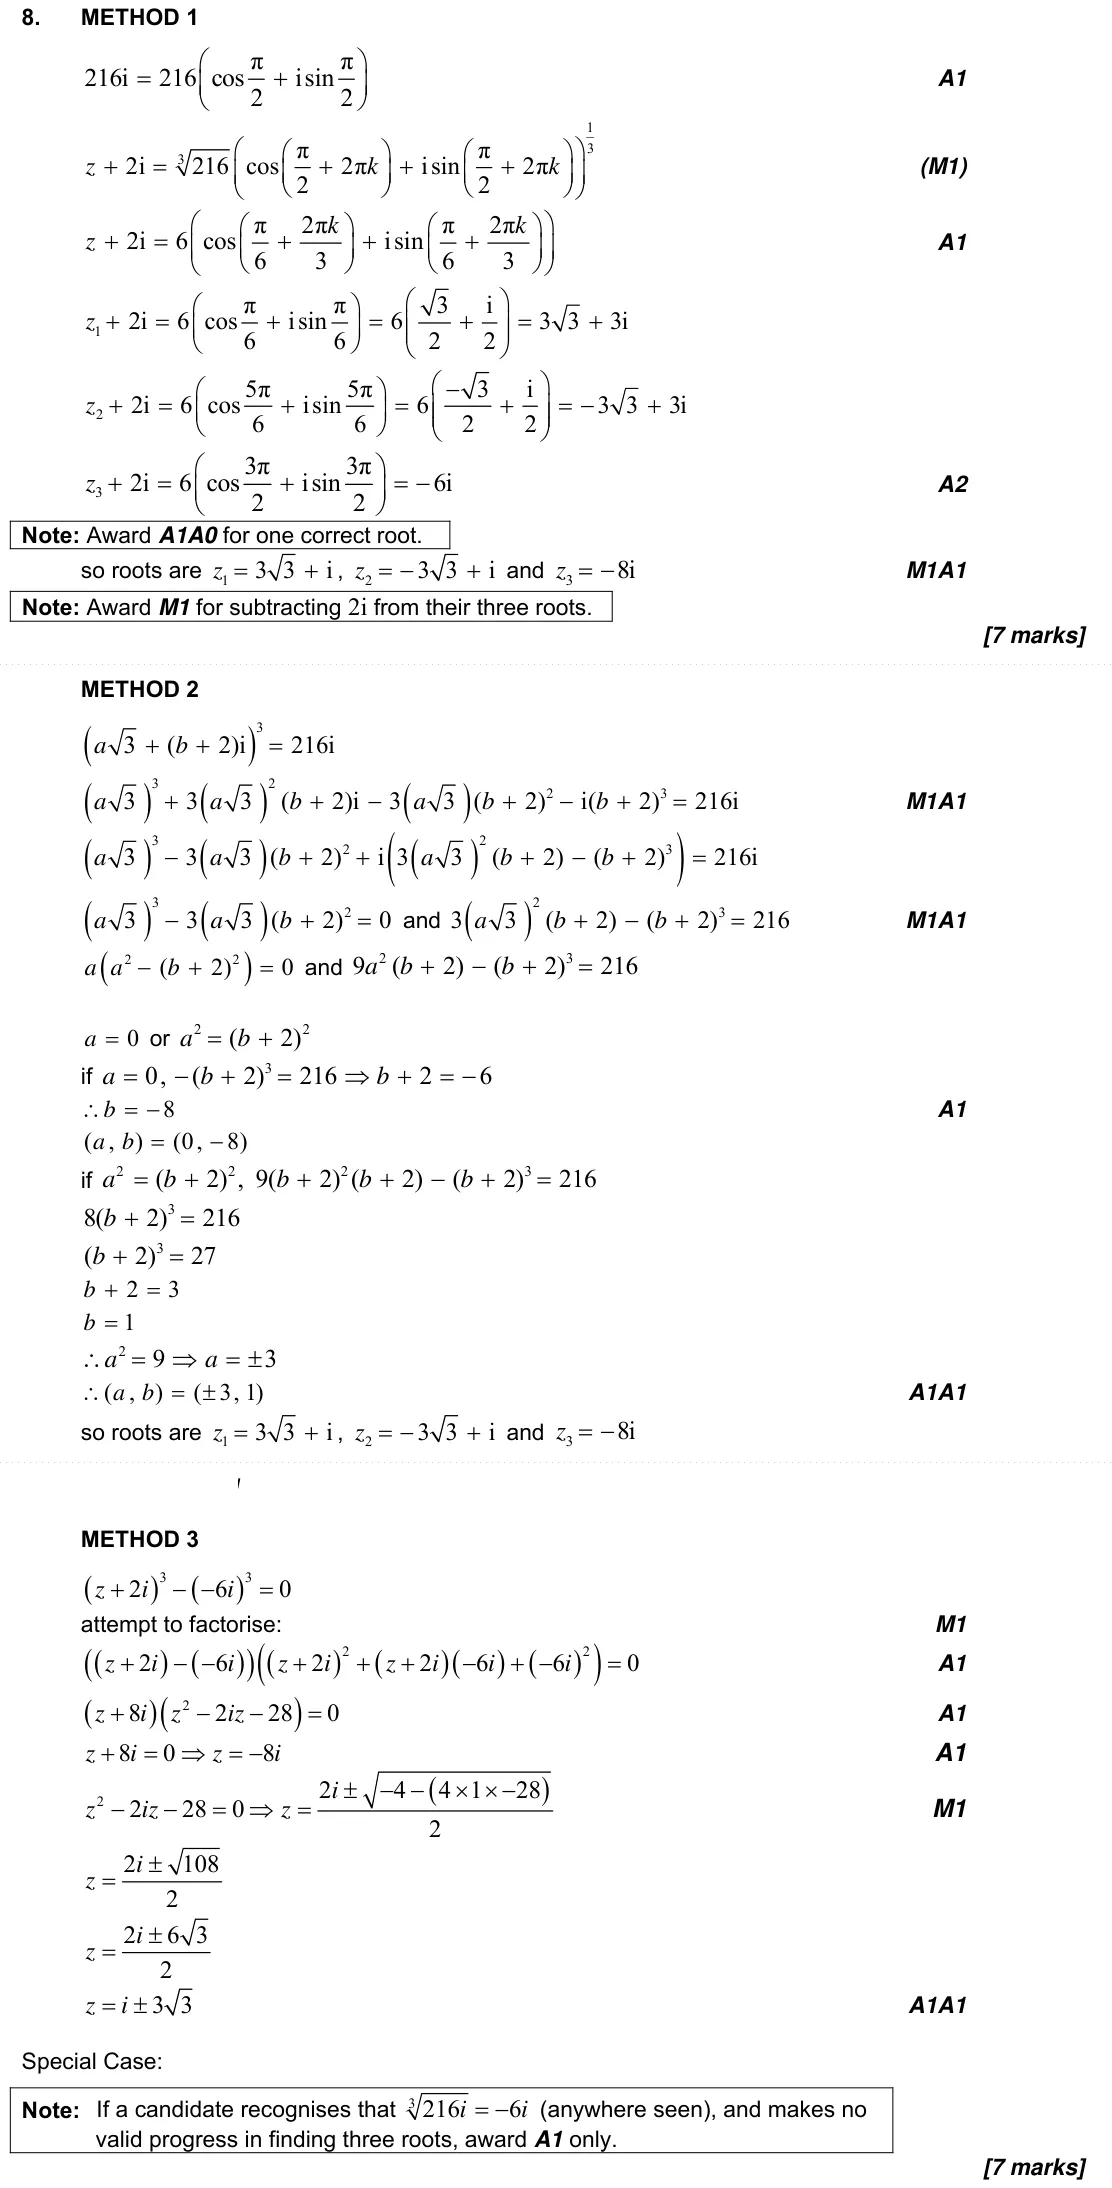 8. METHOD 1
216i = 216(cos π/2 + i sin π/2) A1
z + 2i = ∛216 (cos(π/2 + 2πk) + i sin(π/2 + 2πk))^(1/3) (M1)
z + 2i = 6(cos(π/6 + 2πk/3) + i sin(π/6 + 2πk/3)) A1
z₁ + 2i = 6(cos π/6 + i sin π/6) = 6(√3/2 + i/2) = 3√3 + 3i
z₂ + 2i = 6(cos 5π/6 + i sin 5π/6) = 6(−√3/2 + i/2) = −3√3 + 3i
z₃ + 2i = 6(cos 3π/2 + i sin 3π/2) = −6i A2
Note: Award A1A0 for one correct root.
so roots are z₁ = 3√3 + i, z₂ = −3√3 + i and z₃ = −8i M1A1
Note: Award M1 for subtracting 2i from their three roots.
[7 marks]
METHOD 2
(a√3 + (b + 2)i)³ = 216i
(a√3)³ + 3(a√3)²(b + 2)i − 3(a√3)(b + 2)² − i(b + 2)³ = 216i M1A1
(a√3)³ − 3(a√3)(b + 2)² + i(3(a√3)²(b + 2) − (b + 2)³) = 216i
(a√3)³ − 3(a√3)(b + 2)² = 0 and 3(a√3)²(b + 2) − (b + 2)³ = 216 M1A1
a(a² − (b + 2)²) = 0 and 9a²(b + 2) − (b + 2)³ = 216
a = 0 or a² = (b + 2)²
if a = 0, −(b + 2)³ = 216 ⇒ b + 2 = −6
∴ b = −8 A1
(a, b) = (0, −8)
if a² = (b + 2)², 9(b + 2)²(b + 2) − (b + 2)³ = 216
8(b + 2)³ = 216
(b + 2)³ = 27
b + 2 = 3
b = 1
∴ a² = 9 ⇒ a = ±3
∴ (a, b) = (±3, 1) A1A1
so roots are z₁ = 3√3 + i, z₂ = −3√3 + i and z₃ = −8i
METHOD 3
(z + 2i)³ − (−6i)³ = 0
attempt to factorise: M1
((z + 2i) − (−6i))((z + 2i)² + (z + 2i)(−6i) + (−6i)²) = 0 A1
(z + 8i)(z² − 2iz − 28) = 0 A1
z + 8i = 0 ⇒ z = −8i A1
z² − 2iz − 28 = 0 ⇒ z = (2i ± √(−4 − (4 × 1 × −28)))/2 M1
z = (2i ± √108)/2
z = (2i ± 6√3)/2
z = i ± 3√3 A1A1
Special Case:
Note: If a candidate recognises that ∛216i = −6i (anywhere seen), and makes no
valid progress in finding three roots, award A1 only.
[7 marks]